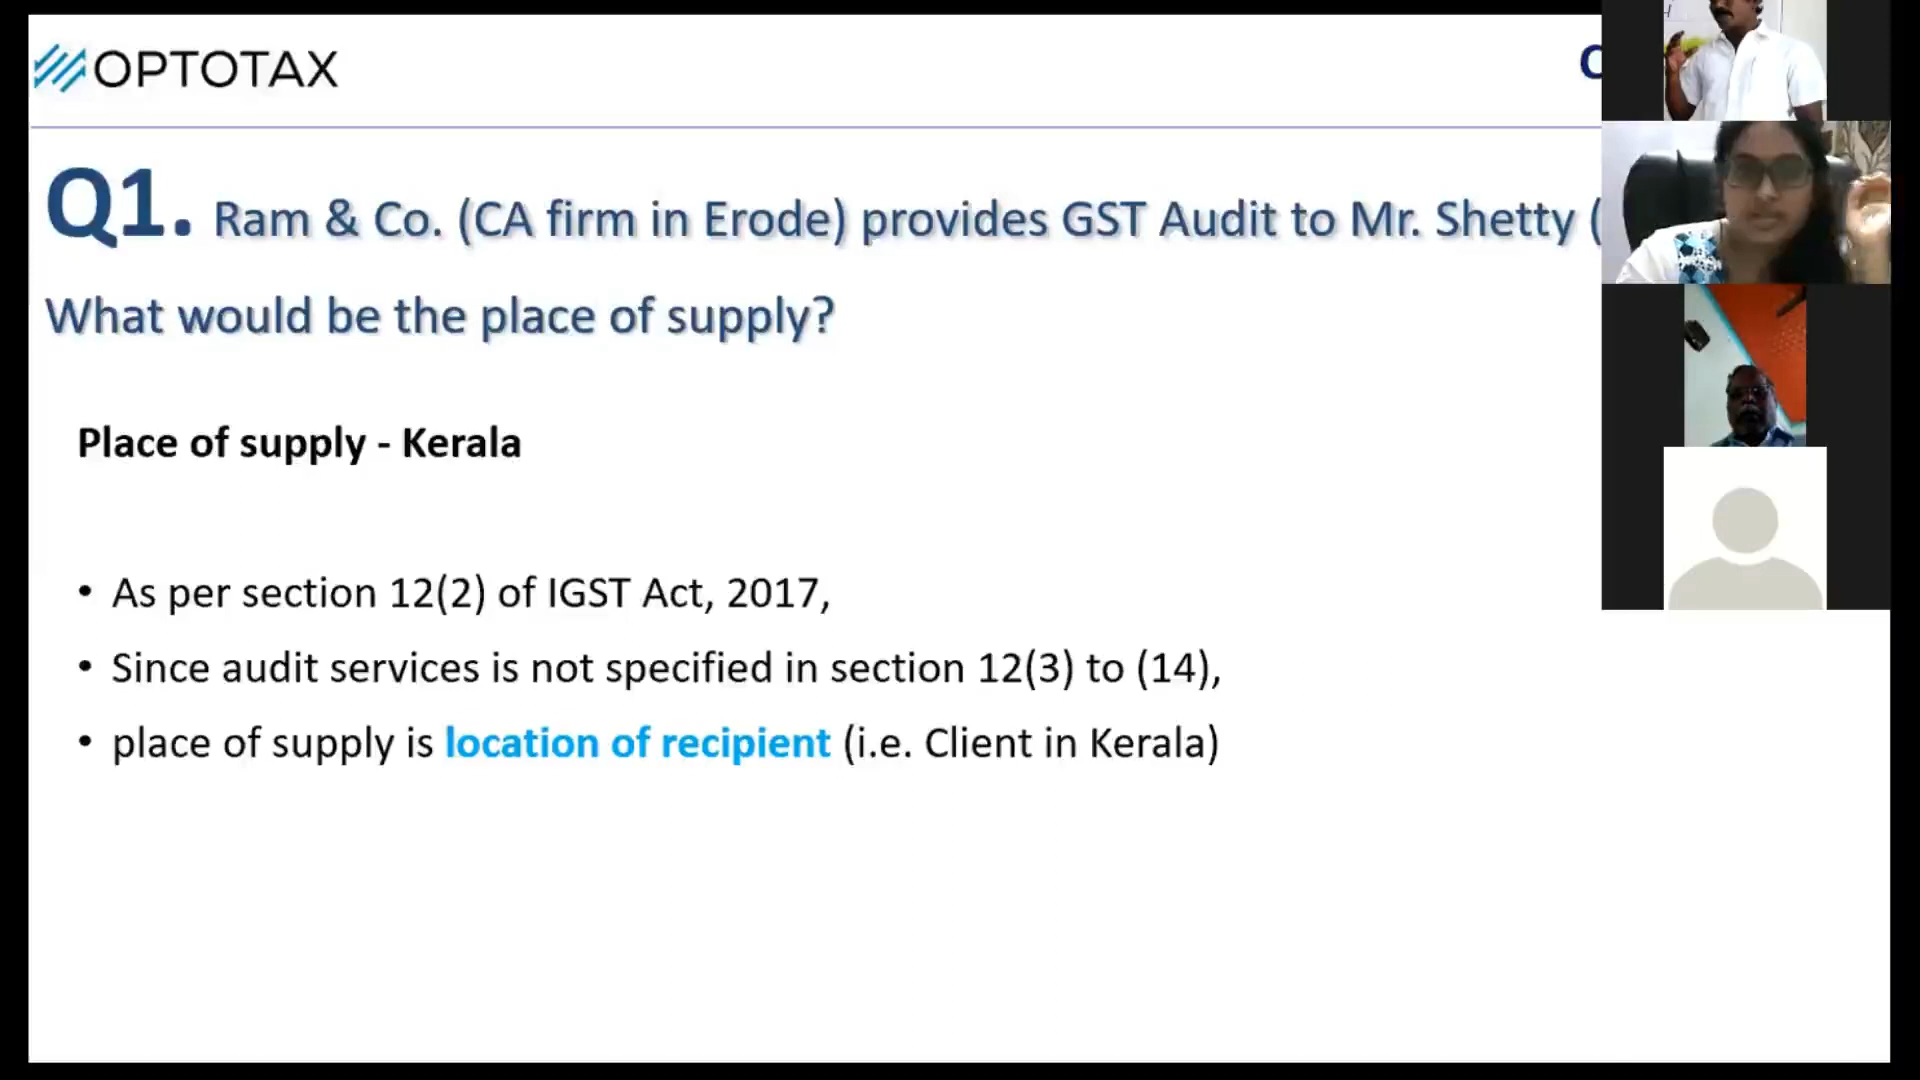 OPTOTAX
Q1. Ram & Co. (CA firm in Erode) provides GST Audit to Mr. Shetty (
What would be the place of supply?
Place of supply - Kerala
• As per section 12(2) of IGST Act, 2017,
• Since audit services is not specified in section 12(3) to (14),
• place of supply is location of recipient (i.e. Client in Kerala)